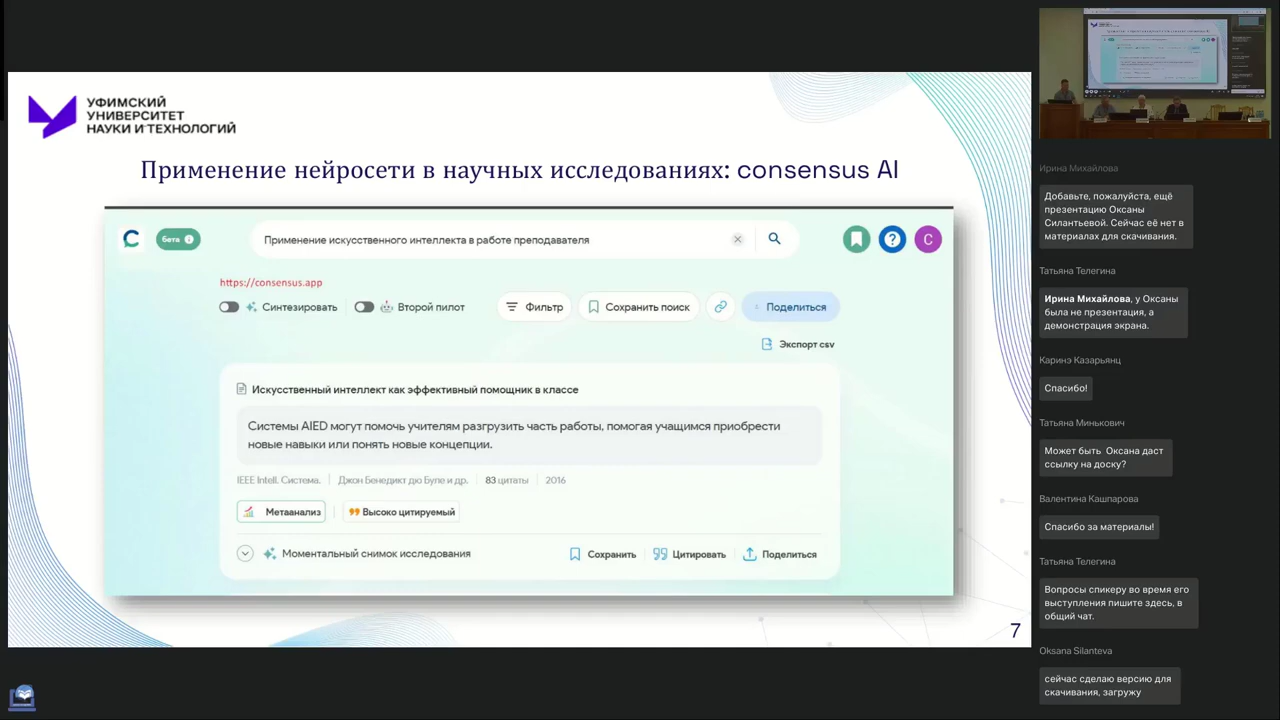 УФИМСКИЙ
УНИВЕРСИТЕТ
НАУКИ И ТЕХНОЛОГИЙ
Применение нейросети в научных исследованиях: consensus AI
бета
Применение искусственного интеллекта в работе преподавателя
C
https://consensus.app
Синтезировать
Второй пилот
Фильтр
Сохранить поиск
Поделиться
Экспорт csv
Искусственный интеллект как эффективный помощник в классе
Системы AIED могут помочь учителям разгрузить часть работы, помогая учащимся приобрести
новые навыки или понять новые концепции.
IEEE Intell. Система. Джон Бенедикт дю Буле и др. 83 цитаты 2016
Метаанализ
Высоко цитируемый
Моментальный снимок исследования
Сохранить
Цитировать
Поделиться
7
Ирина Михайлова
Добавьте, пожалуйста, ещё
презентацию Оксаны
Силантьевой. Сейчас её нет в
материалах для скачивания.
Татьяна Телегина
Ирина Михайлова, у Оксаны
была не презентация, а
демонстрация экрана.
Каринэ Казарьянц
Спасибо!
Татьяна Минькович
Может быть Оксана даст
ссылку на доску?
Валентина Кашпарова
Спасибо за материалы!
Татьяна Телегина
Вопросы спикеру во время его
выступления пишите здесь, в
общий чат.
Oksana Silanteva
сейчас сделаю версию для
скачивания, загружу